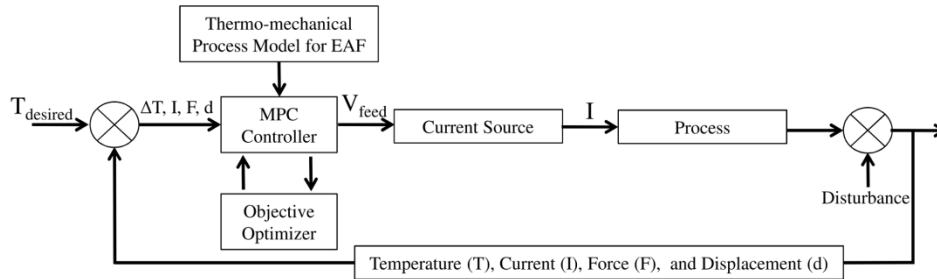 Thermo-mechanical
Process Model for EAF
T_desired
ΔT, I, F, d
MPC
Controller
V_feed
Current Source
I
Process
Disturbance
Objective
Optimizer
Temperature (T), Current (I), Force (F), and Displacement (d)